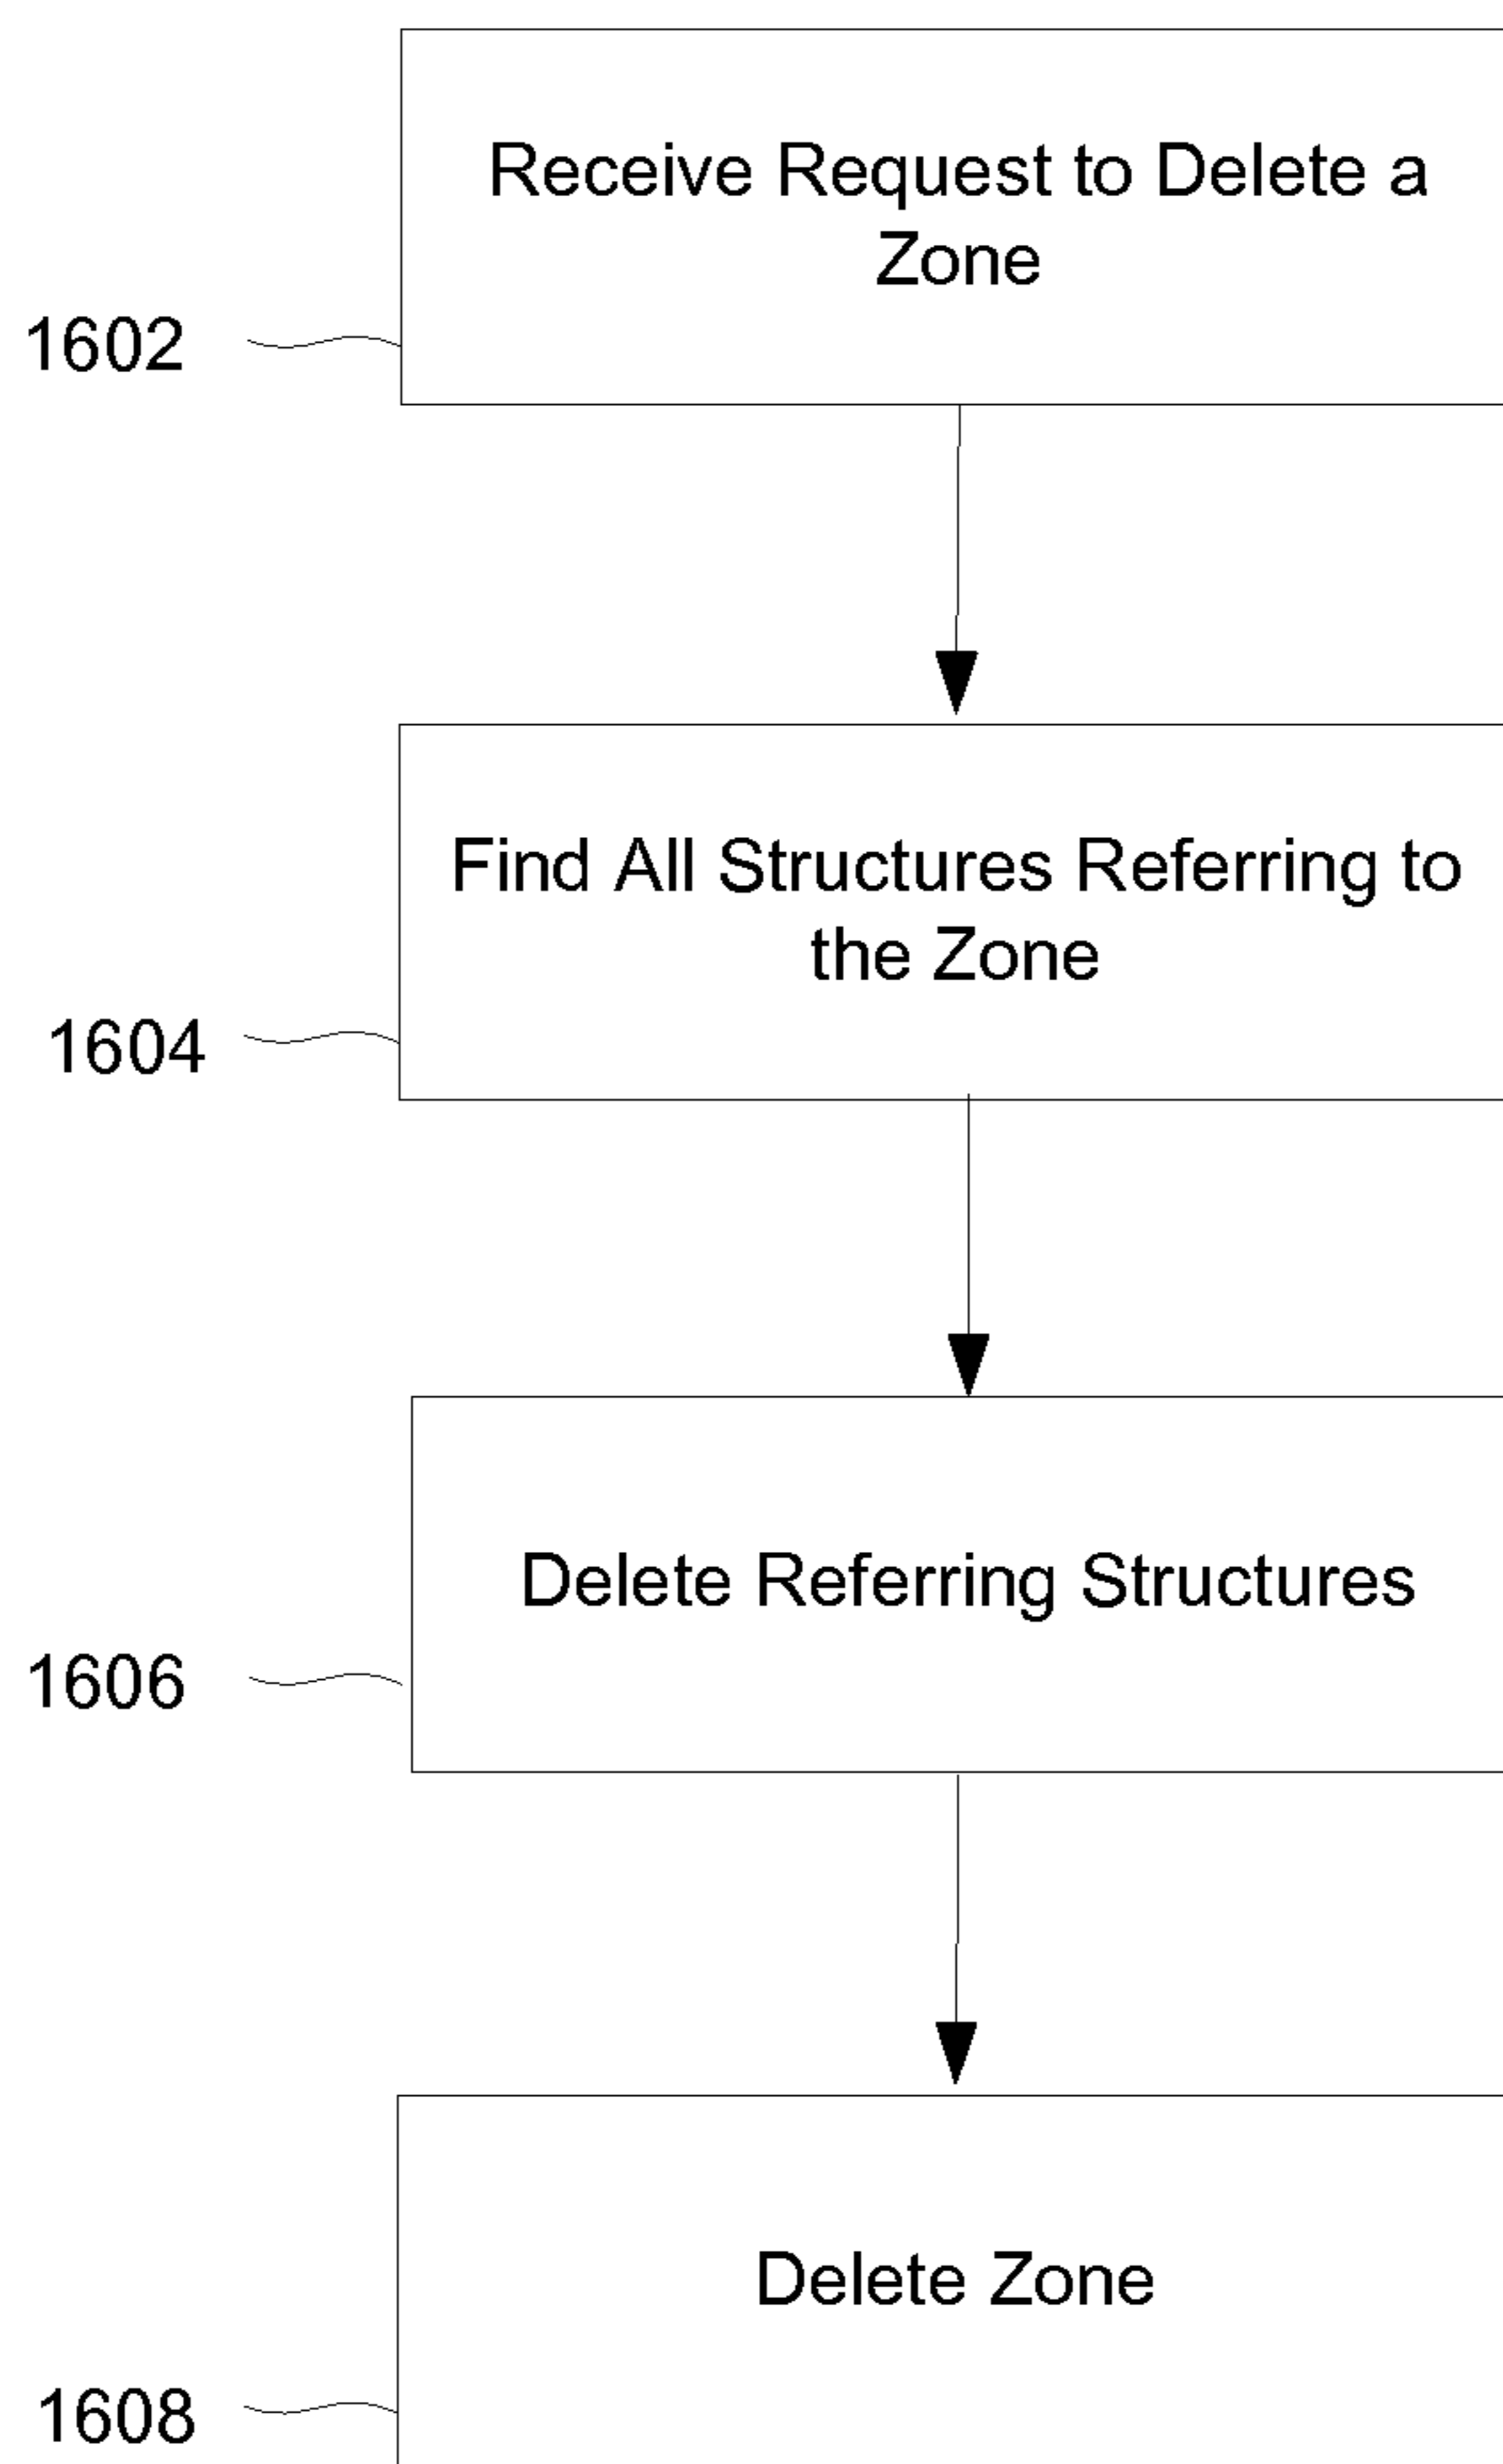 Receive Request to Delete a
Zone
1602
Find All Structures Referring to
the Zone
1604
Delete Referring Structures
1606
Delete Zone
1608